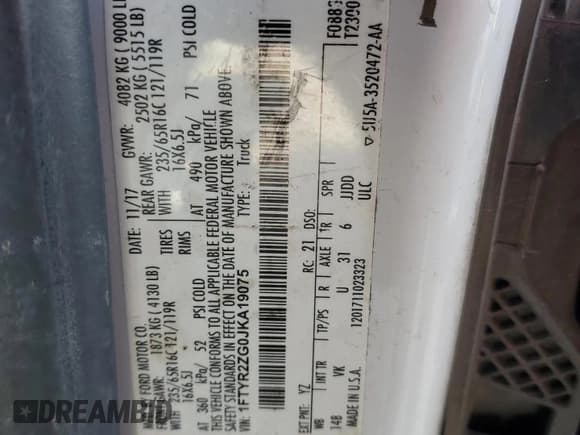 MFD. BY FORD MOTOR CO.
DATE: 11/17 GVWR: 4082 KG ( 9000 LB
FRONT GAWR: 1873 KG ( 4130 LB) REAR GAWR: 2502 KG ( 5515 LB)
WITH 235/65R16C 121/119R TIRES WITH 235/65R16C 121/119R
16X6.5J RIMS 16X6.5J
AT 360 kPa/ 52 PSI COLD AT 490 kPa/ 71 PSI COLD
THIS VEHICLE CONFORMS TO ALL APPLICABLE FEDERAL MOTOR VEHICLE
SAFETY STANDARDS IN EFFECT ON THE DATE OF MANUFACTURE SHOWN ABOVE.
VIN: 1FTYR2ZG0JKA19075 TYPE: Truck
F0883
T2390
EXT PNT: YZ RC: 21 DSO:
WB INT TR TP/PS R AXLE TR SPR
148 VK U 31 6 JJDD
MADE IN U.S.A. 1201711023323 ULC
5U5A-3520472-AA
AUTOBIDCAR